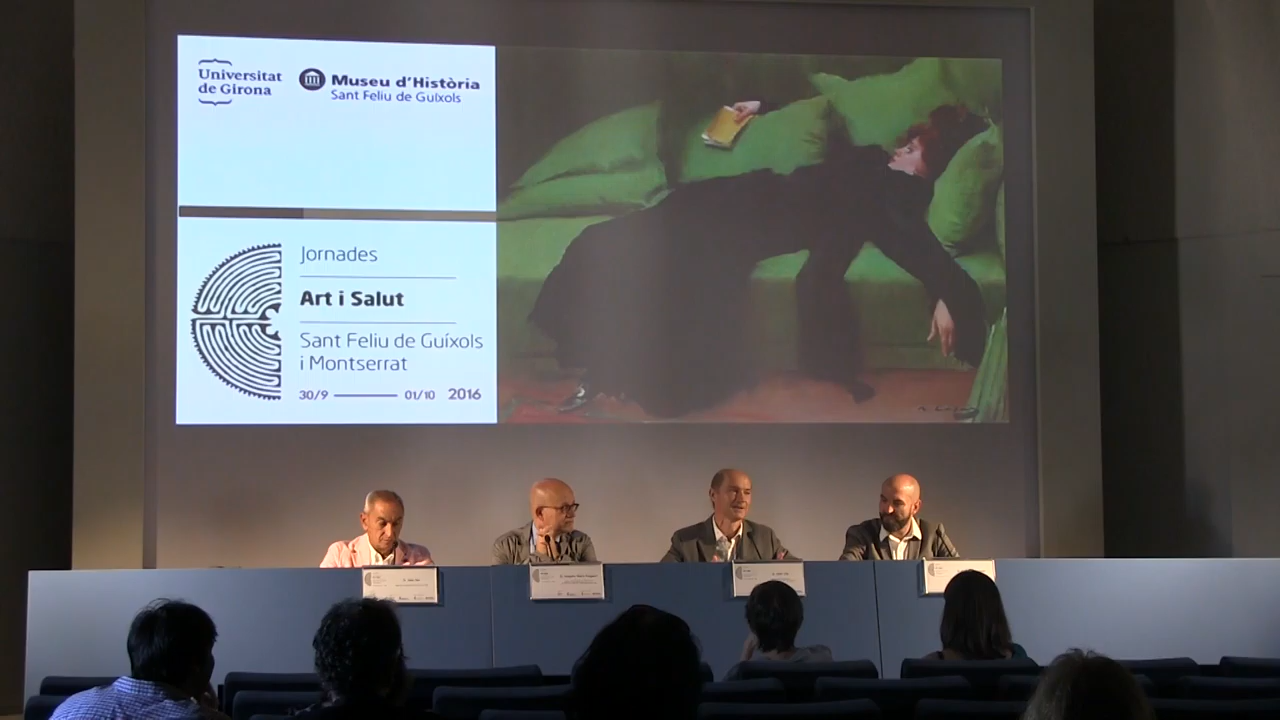 Universitat
de Girona
Museu d'Història
Sant Feliu de Guíxols
Jornades
Art i Salut
Sant Feliu de Guíxols
i Montserrat
30/9
01/10 2016